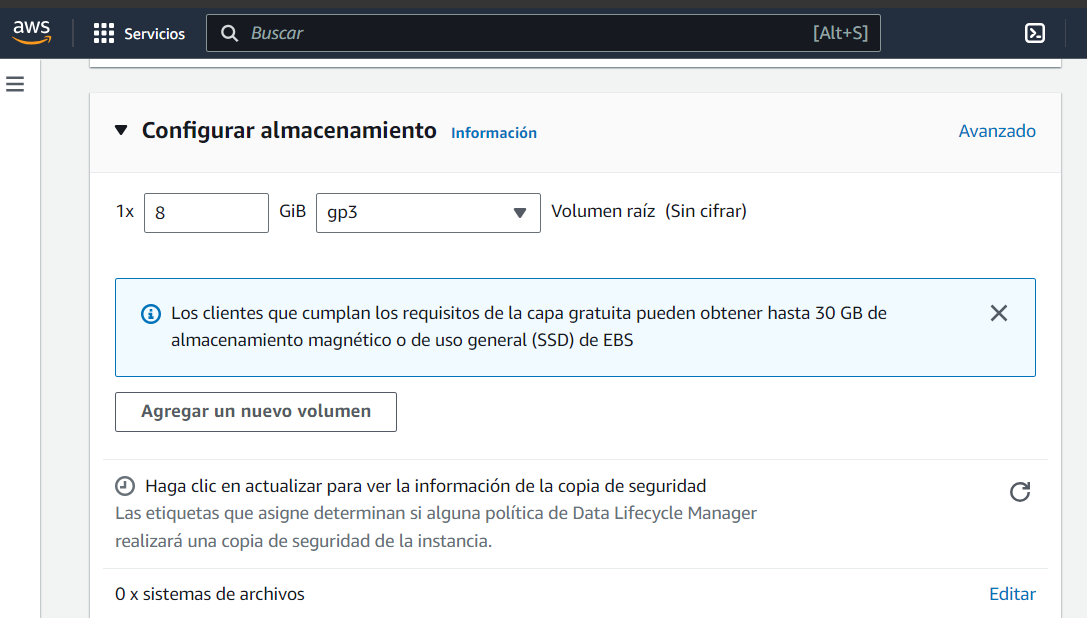 aws Servicios Buscar [Alt+S]
Configurar almacenamiento Información Avanzado
1x 8 GiB gp3 Volumen raíz (Sin cifrar)
Los clientes que cumplan los requisitos de la capa gratuita pueden obtener hasta 30 GB de
almacenamiento magnético o de uso general (SSD) de EBS
Agregar un nuevo volumen
Haga clic en actualizar para ver la información de la copia de seguridad
Las etiquetas que asigne determinan si alguna política de Data Lifecycle Manager
realizará una copia de seguridad de la instancia.
0 x sistemas de archivos Editar